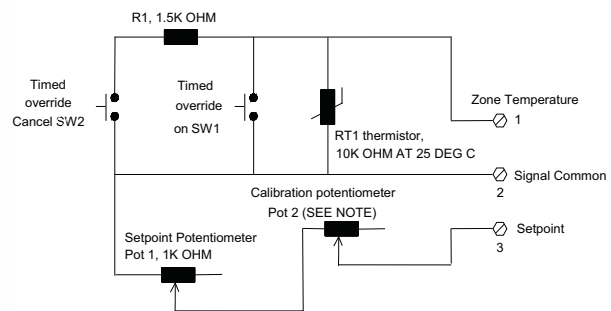 R1, 1.5K OHM
Timed
override
Cancel SW2
Timed
override
on SW1
RT1 thermistor,
10K OHM AT 25 DEG C
Zone Temperature
1
Signal Common
2
Calibration potentiometer
Pot 2 (SEE NOTE)
Setpoint
3
Setpoint Potentiometer
Pot 1, 1K OHM